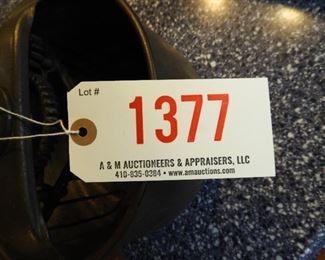 Lot #
1377
A & M AUCTIONEERS & APPRAISERS, LLC
410-835-0384 • www.amauctions.com